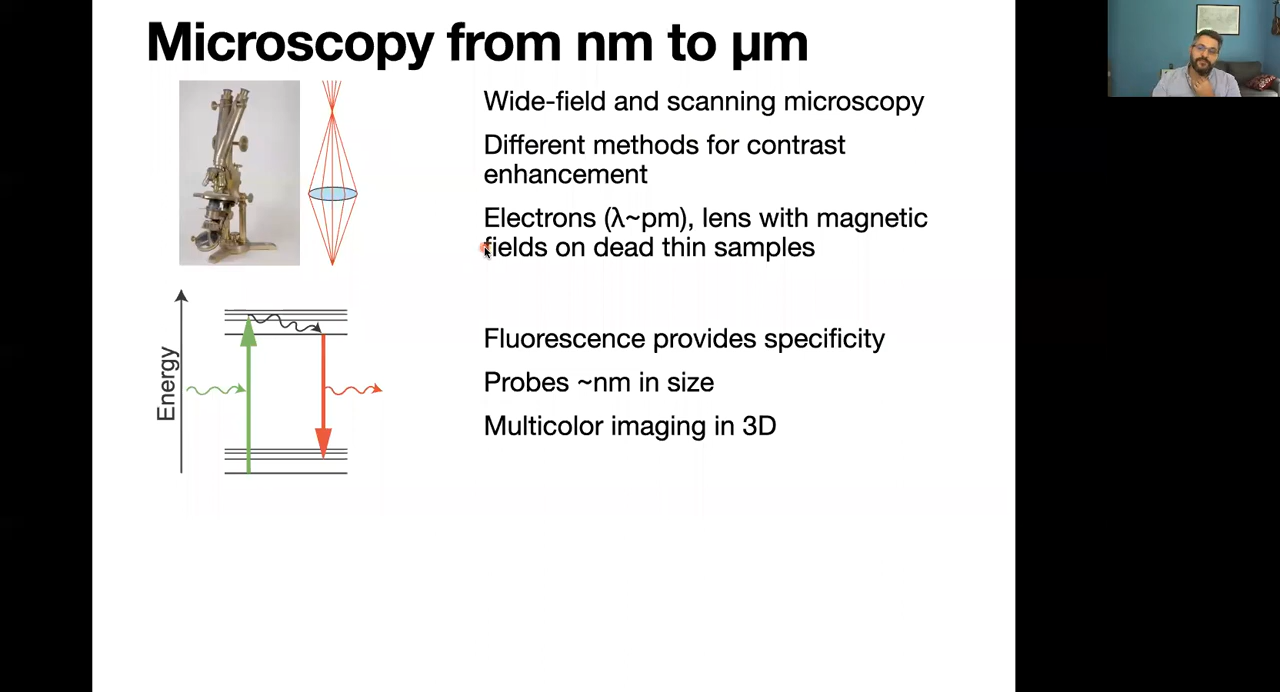 Microscopy from nm to µm
Wide-field and scanning microscopy
Different methods for contrast
enhancement
Electrons (λ~pm), lens with magnetic
fields on dead thin samples
Energy
Fluorescence provides specificity
Probes ~nm in size
Multicolor imaging in 3D